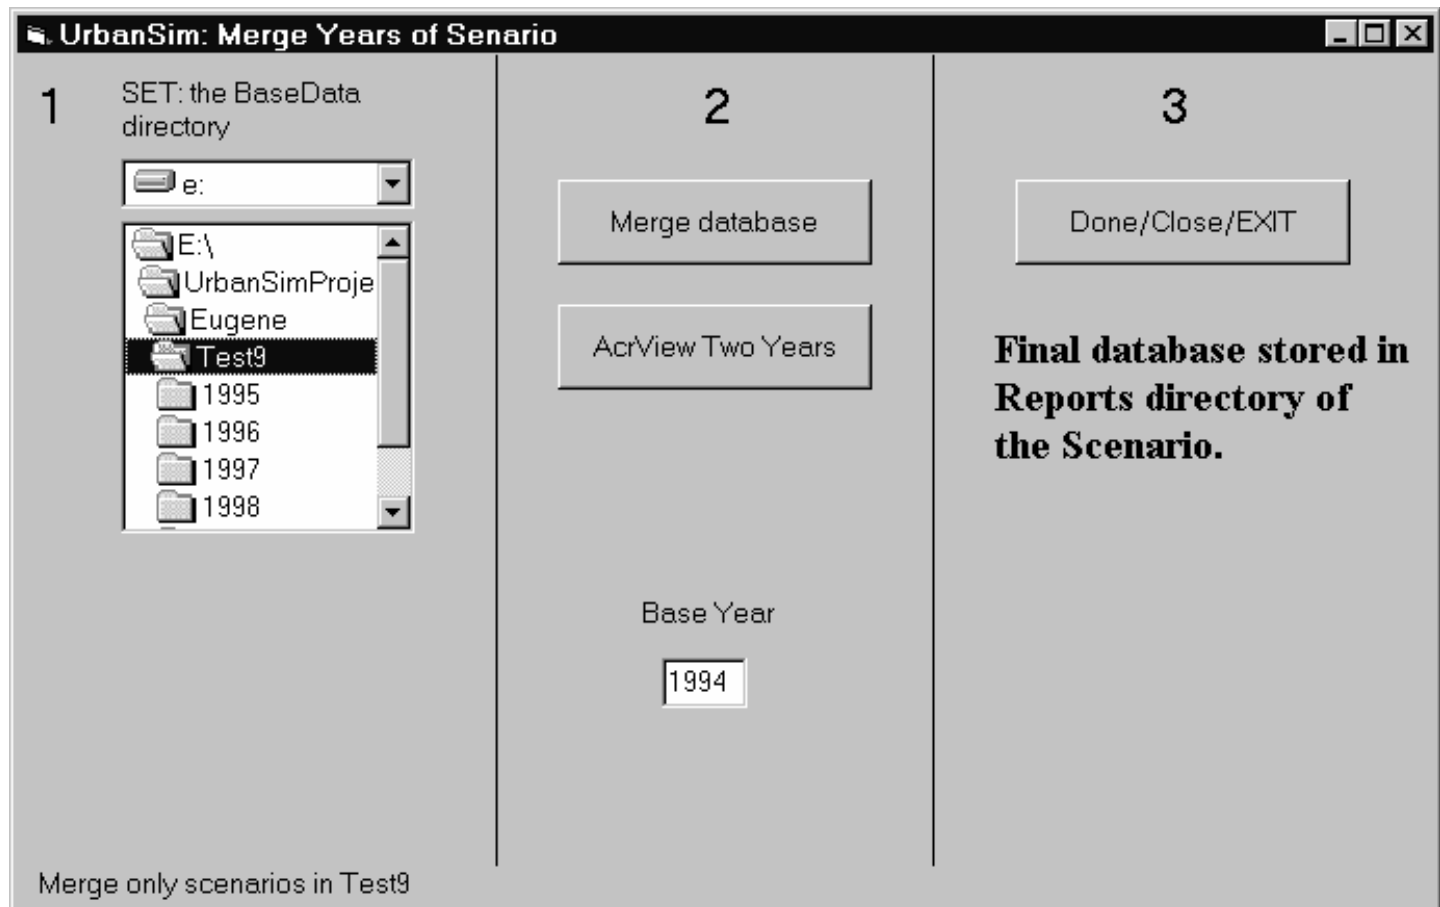 UrbanSim: Merge Years of Senario
1
SET: the BaseData
directory
e:
E:\
UrbanSimProje
Eugene
Test9
1995
1996
1997
1998
Merge only scenarios in Test9
2
Merge database
AcrView Two Years
Base Year
1994
3
Done/Close/EXIT
Final database stored in
Reports directory of
the Scenario.